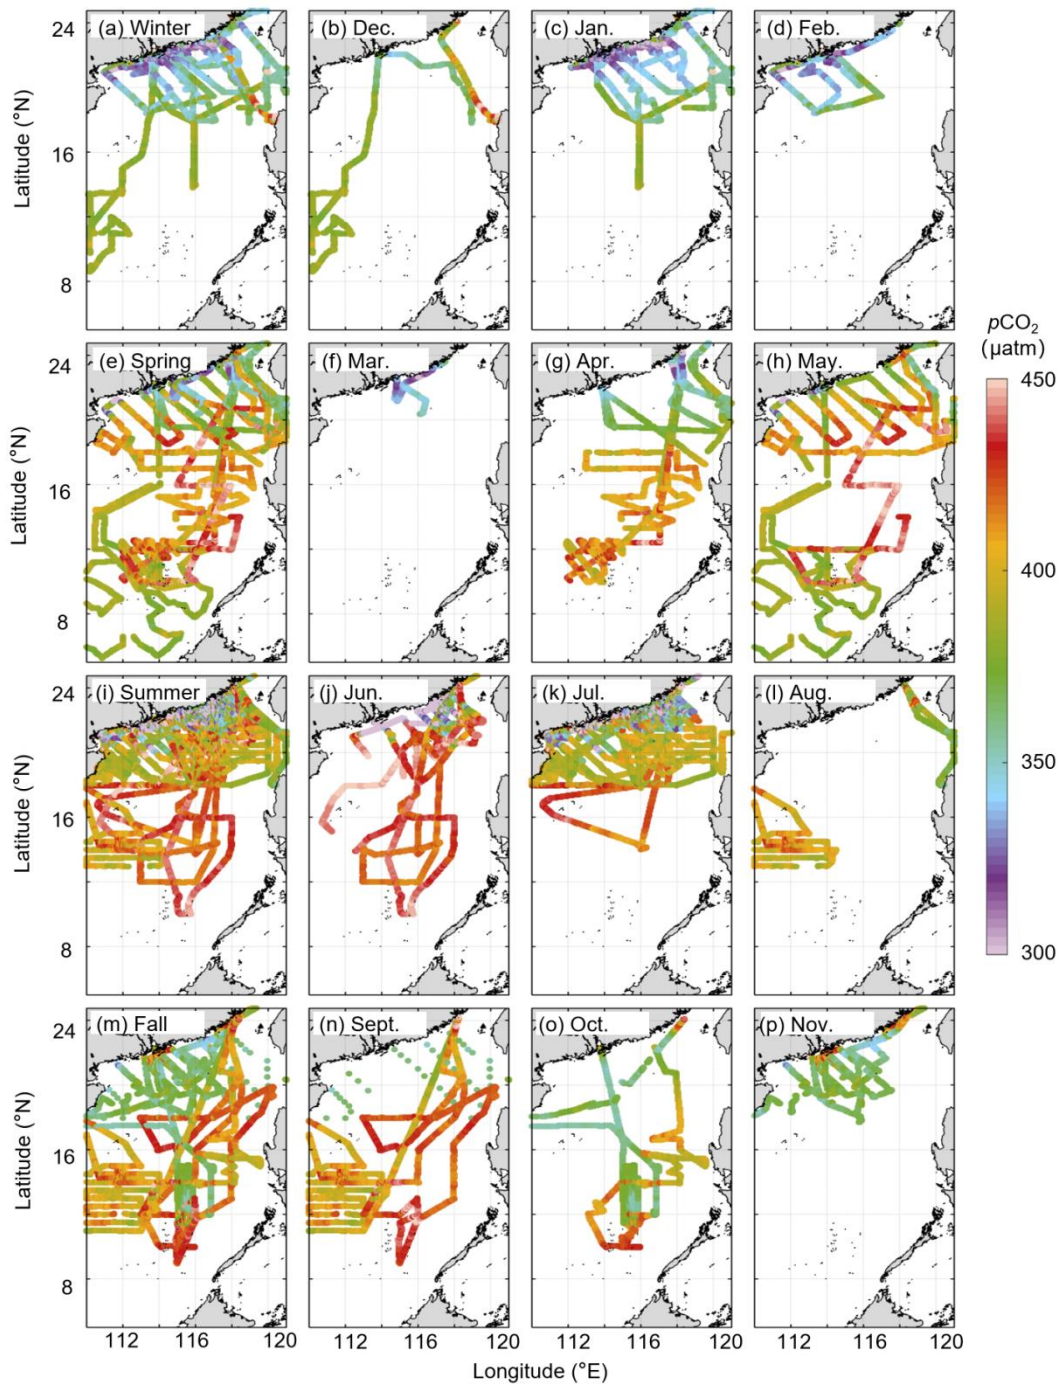 (a) Winter
(b) Dec.
(c) Jan.
(d) Feb.
24
16
8
Latitude (°N)
(e) Spring
(f) Mar.
(g) Apr.
(h) May.
24
16
8
Latitude (°N)
pCO₂
(µatm)
450
400
350
300
(i) Summer
(j) Jun.
(k) Jul.
(l) Aug.
24
16
8
Latitude (°N)
(m) Fall
(n) Sept.
(o) Oct.
(p) Nov.
24
16
8
Latitude (°N)
112 116 120
112 116 120
112 116 120
112 116 120
Longitude (°E)